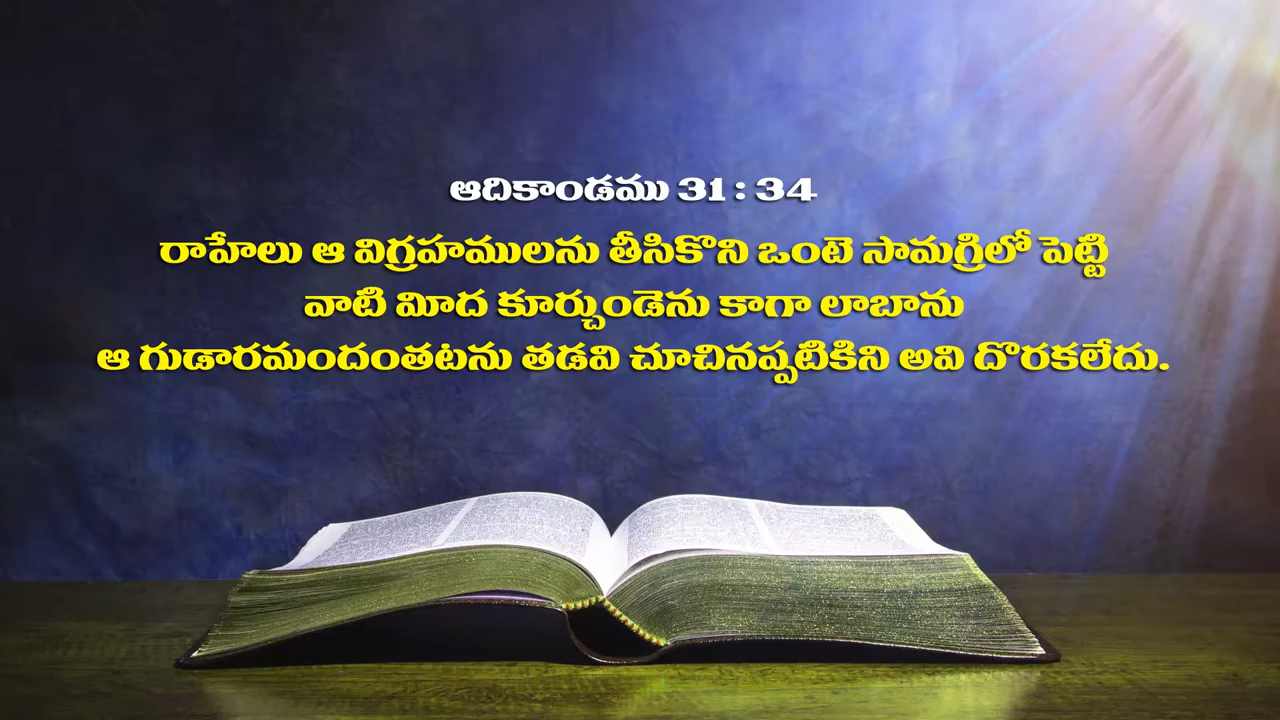 ఆదికాండము 31 : 34
రాహేలు ఆ విగ్రహములను తీసికొని ఒంటె సామగ్రిలో పెట్టి
వాటి మీద కూర్చుండెను కాగా లాబాను
ఆ గుడారమందంతటను తడవి చూచినప్పటికిని అవి దొరకలేదు.